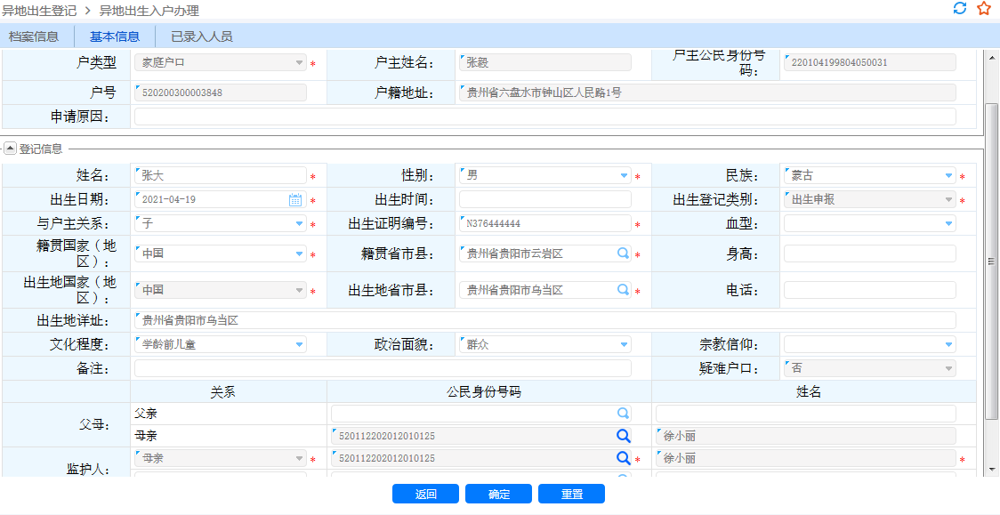 异地出生登记 > 异地出生入户办理
档案信息 基本信息 已录入人员
户类型 家庭户口 * 户主姓名： 张毅 户主公民身份号码： 220104199804050031
户号 520200300003848 户籍地址： 贵州省六盘水市钟山区人民路1号
申请原因：
登记信息
姓名： 张大 * 性别： 男 * 民族： 蒙古 *
出生日期： 2021-04-19 * 出生时间： 出生登记类别： 出生申报 *
与户主关系： 子 * 出生证明编号： N376444444 * 血型：
籍贯国家（地区）： 中国 * 籍贯省市县： 贵州省贵阳市云岩区 * 身高：
出生地国家（地区）： 中国 * 出生地省市县： 贵州省贵阳市乌当区 * 电话：
出生地详址： 贵州省贵阳市乌当区
文化程度： 学龄前儿童 政治面貌： 群众 宗教信仰：
备注： 疑难户口： 否
关系 公民身份号码 姓名
父母： 父亲
母亲 520112202012010125 徐小丽
监护人： 母亲 * 520112202012010125 * 徐小丽 *
返回 确定 重置